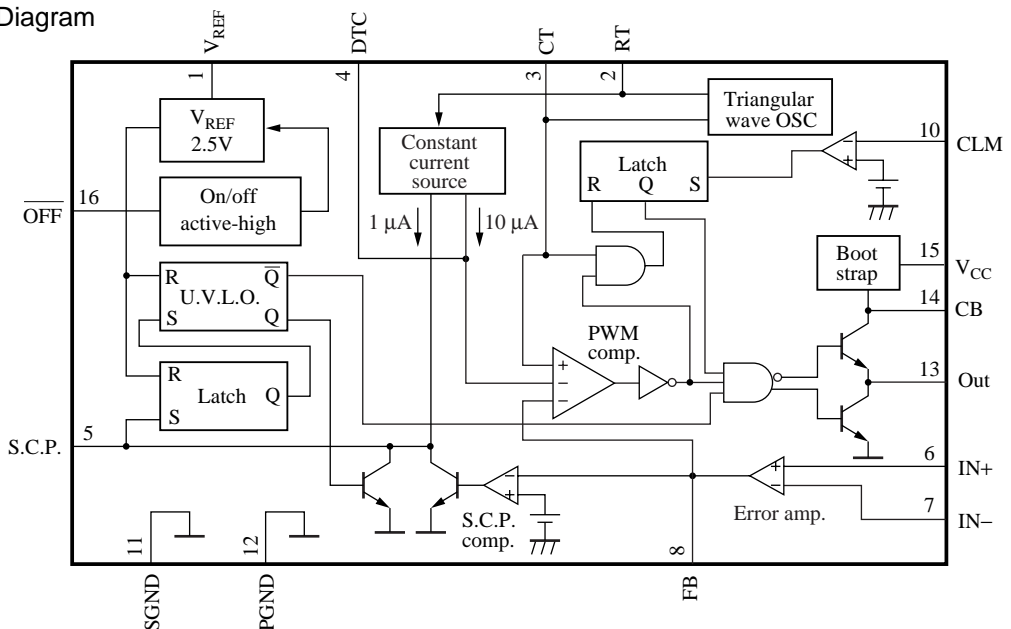 Diagram
VREF
DTC
CT
RT
1
4
3
2
VREF
2.5V
Constant
current
source
Triangular
wave OSC
10
CLM
Latch
R Q S
16
OFF
On/off
active-high
1 µA
10 µA
Boot
strap
15
VCC
14
CB
R Q
U.V.L.O.
S Q
PWM
comp.
+
−
−
13
Out
R
Latch Q
S
5
S.C.P.
6
IN+
−
+
S.C.P.
comp.
+
−
Error amp.
7
IN−
−
+
11
12
8
SGND
PGND
FB